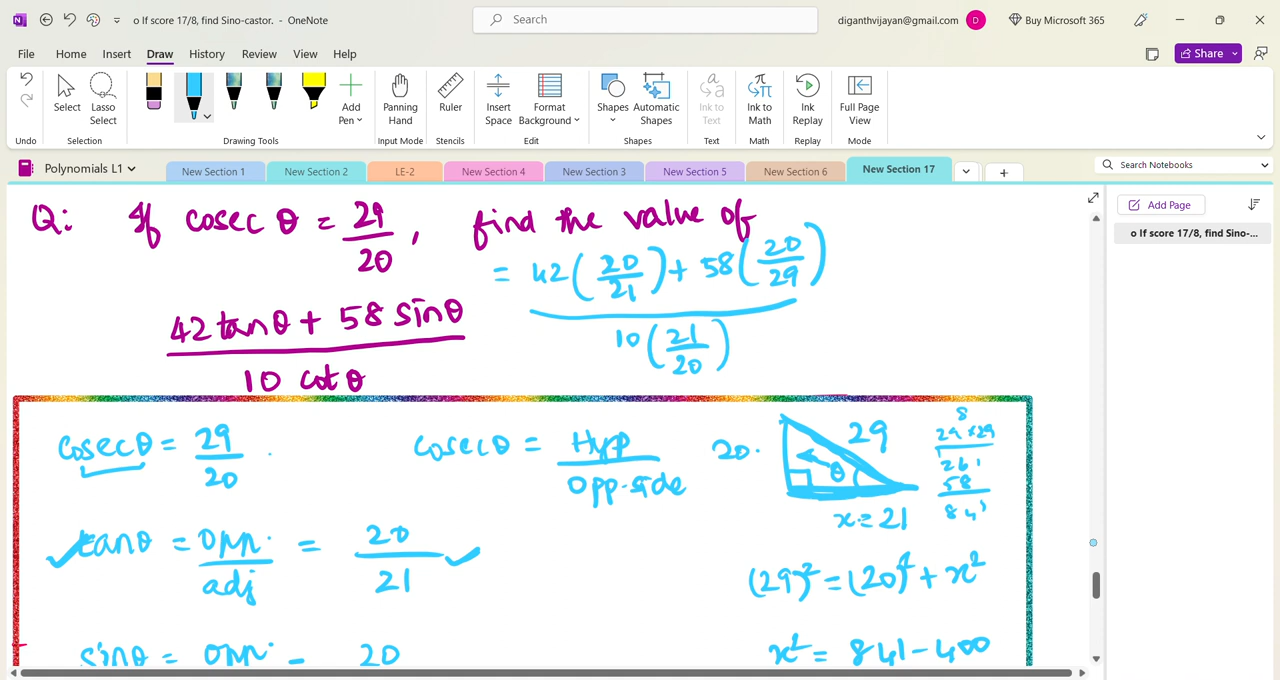 o If score 17/8, find Sino-castor. - OneNote
Search
diganthvijayan@gmail.com D Buy Microsoft 365
File Home Insert Draw History Review View Help Share
Select Lasso Select Add Pen Panning Hand Ruler Insert Space Format Background Shapes Automatic Shapes Ink to Text Ink to Math Ink Replay Full Page View
Undo Selection Drawing Tools Input Mode Stencils Edit Shapes Text Math Replay Mode
Polynomials L1 New Section 1 New Section 2 LE-2 New Section 4 New Section 3 New Section 5 New Section 6 New Section 17 + Search Notebooks
Add Page
o If score 17/8, find Sino-...
Q: If cosec θ = 29/20, find the value of
(42 tanθ + 58 sinθ)/(10 cot θ)
= (42(20/21) + 58(20/29))/(10(21/20))
cosecθ = 29/20 .
cosecθ = Hyp/opp-side
20. 29 θ x = 21
29 × 29
261
58
841
8
tanθ = opp./adj = 20/21
(29)² = (20)² + x²
sinθ = opp. = 20
x² = 841 - 400